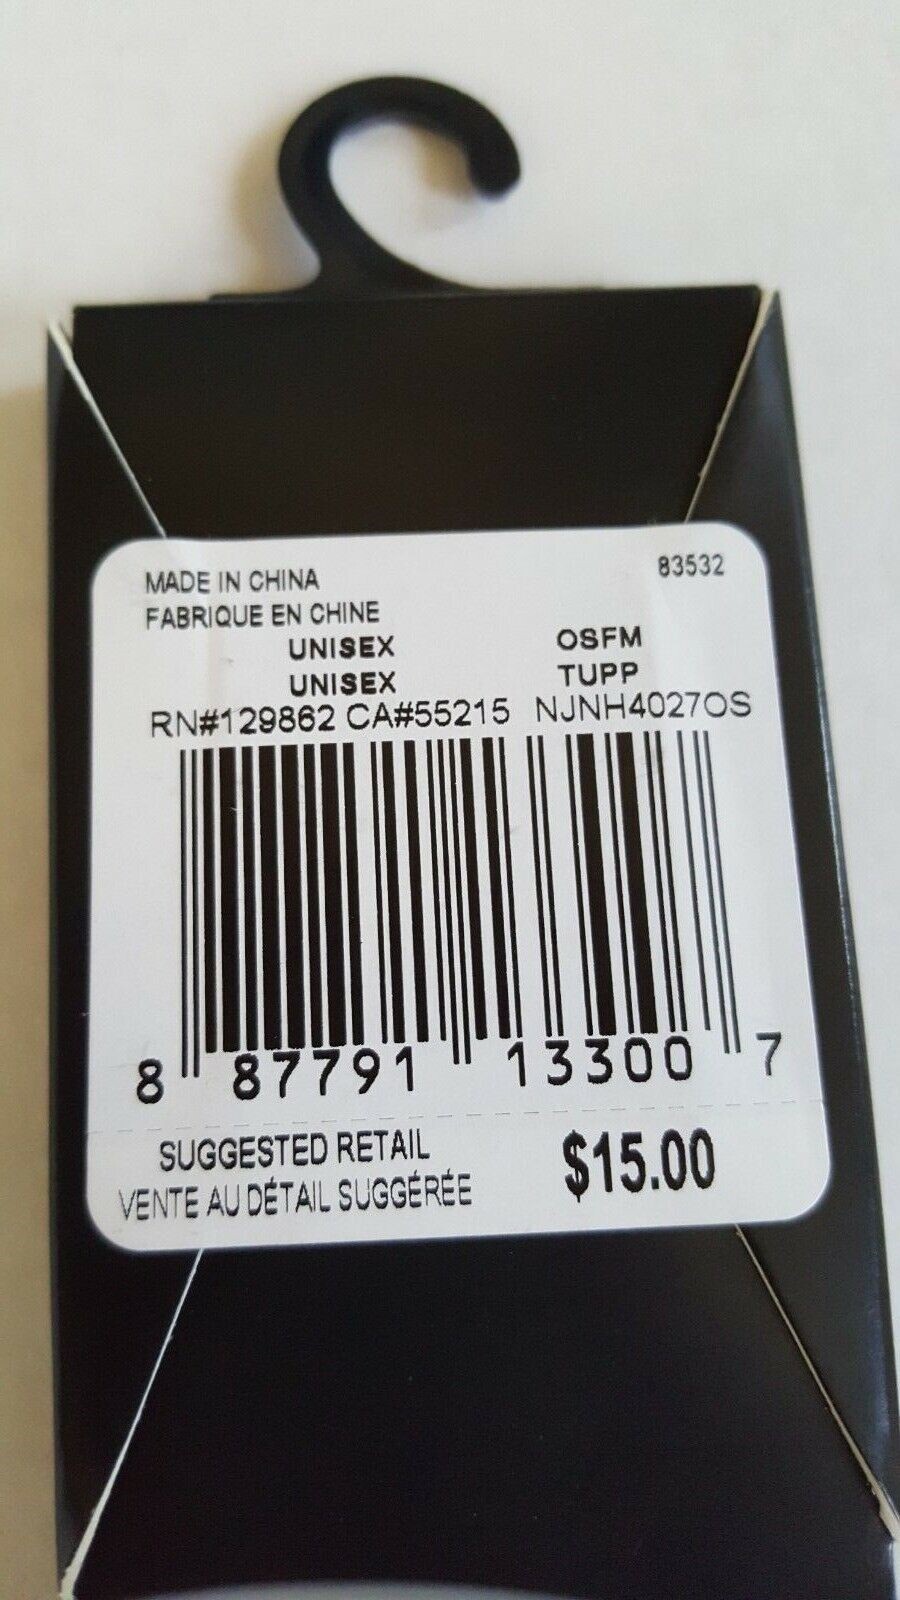 MADE IN CHINA 83532
FABRIQUE EN CHINE
UNISEX OSFM
UNISEX TUPP
RN#129862 CA#55215 NJNH4027OS
8 87791 13300 7
SUGGESTED RETAIL $15.00
VENTE AU DÉTAIL SUGGÉRÉE